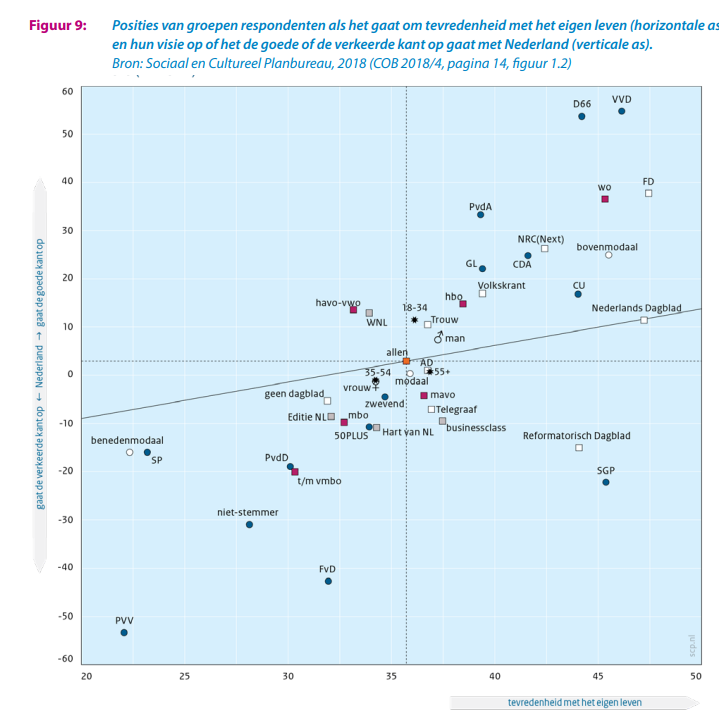 Figuur 9: Posities van groepen respondenten als het gaat om tevredenheid met het eigen leven (horizontale as
en hun visie op of het de goede of de verkeerde kant op gaat met Nederland (verticale as).
Bron: Sociaal en Cultureel Planbureau, 2018 (COB 2018/4, pagina 14, figuur 1.2)
60
D66
VVD
50
40
wo
FD
PvdA
30
NRC(Next)
bovenmodaal
GL
CDA
20
Volkskrant
CU
havo-vwo
WNL
18-34
hbo
Nederlands Dagblad
10
Trouw
man
allen
AD
0
35-54
55+
vrouw
modaal
geen dagblad
zwevend
mavo
Telegraaf
Editie NL
mbo
-10
50PLUS
Hart van NL
businessclass
benedenmodaal
SP
Reformatorisch Dagblad
PvdD
-20
t/m vmbo
SGP
niet-stemmer
-30
FvD
-40
PVV
-50
-60
20 25 30 35 40 45 50
gaat de verkeerde kant op ← Nederland → gaat de goede kant op
scp.nl
tevredenheid met het eigen leven